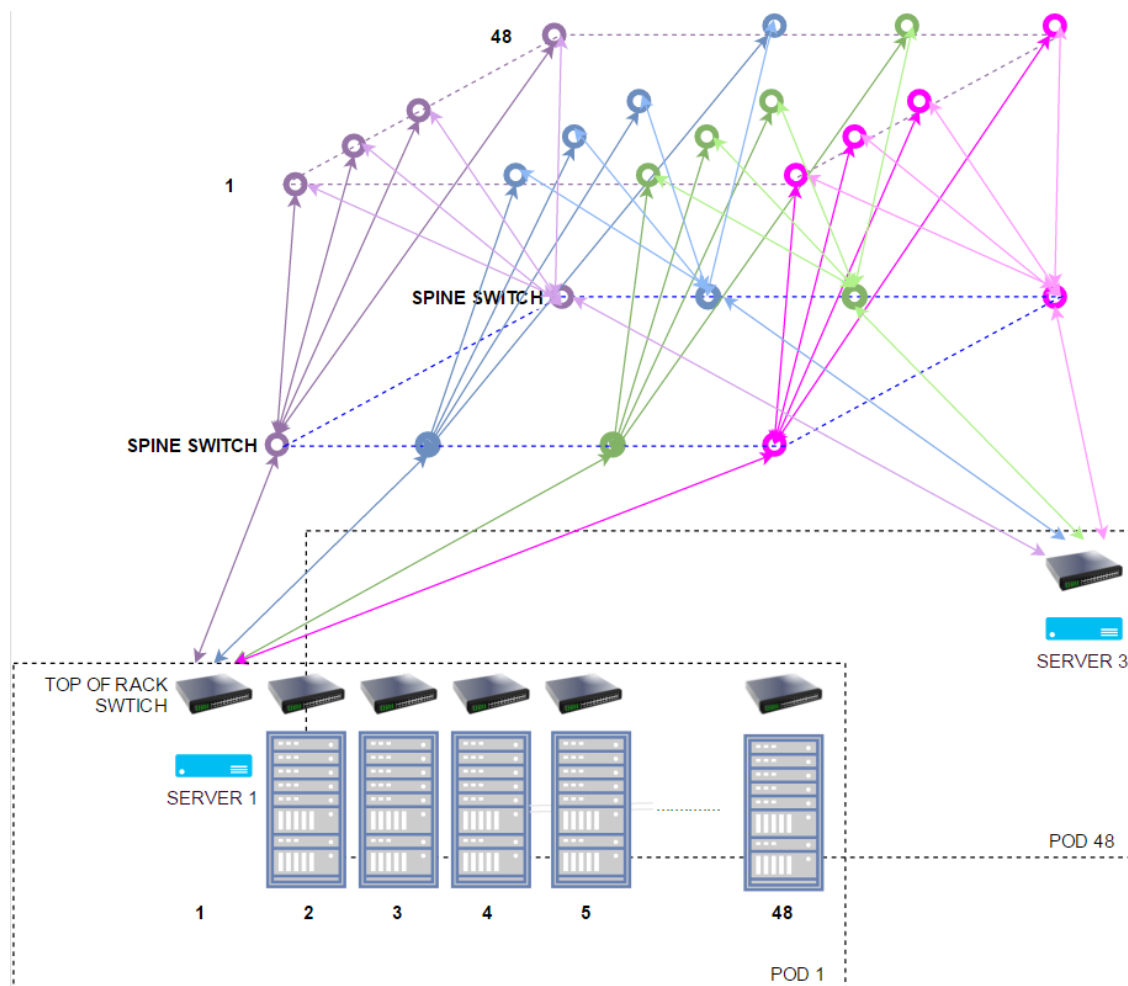 48
1
SPINE SWITCH
SPINE SWITCH
SERVER 3
TOP OF RACK
SWTICH
SERVER 1
POD 48
1 2 3 4 5 48
POD 1